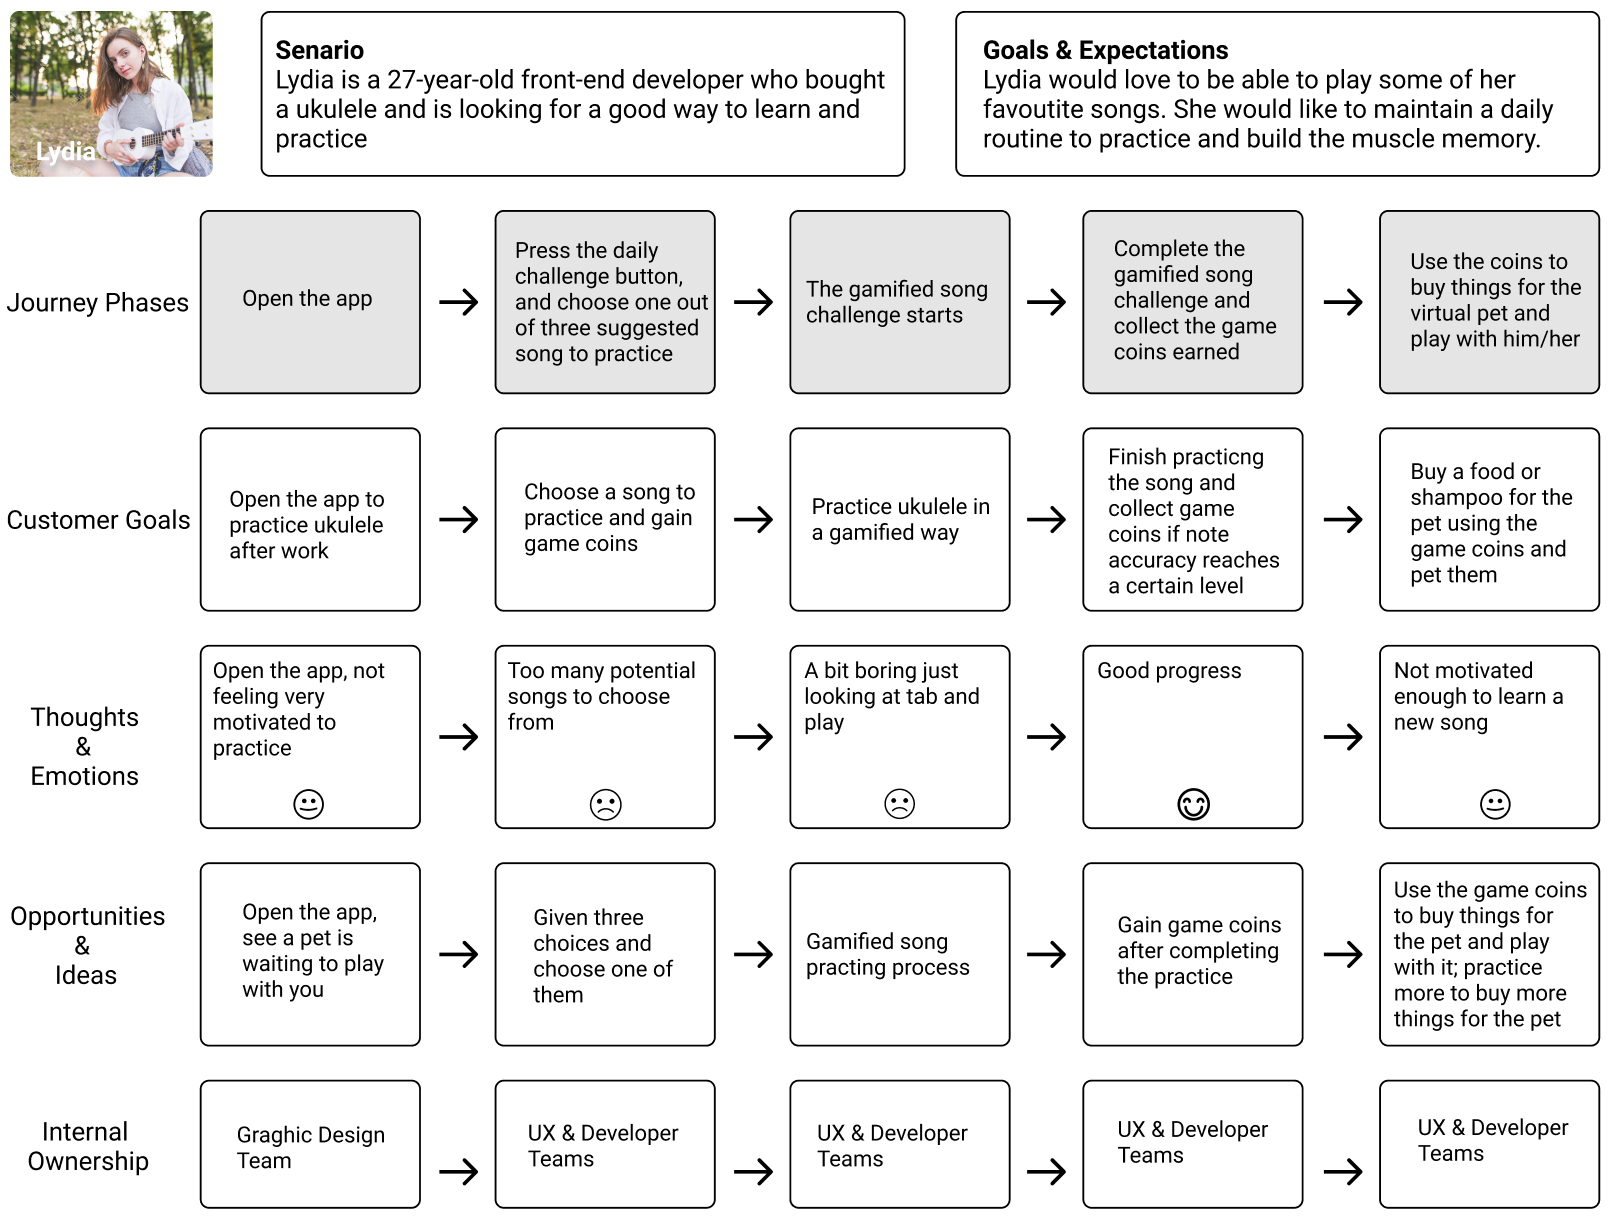 Lydia
Senario
Lydia is a 27-year-old front-end developer who bought
a ukulele and is looking for a good way to learn and
practice
Goals & Expectations
Lydia would love to be able to play some of her
favoutite songs. She would like to maintain a daily
routine to practice and build the muscle memory.
Journey Phases
Open the app
Press the daily
challenge button,
and choose one out
of three suggested
song to practice
The gamified song
challenge starts
Complete the
gamified song
challenge and
collect the game
coins earned
Use the coins to
buy things for the
virtual pet and
play with him/her
Customer Goals
Open the app to
practice ukulele
after work
Choose a song to
practice and gain
game coins
Practice ukulele in
a gamified way
Finish practicng
the song and
collect game
coins if note
accuracy reaches
a certain level
Buy a food or
shampoo for the
pet using the
game coins and
pet them
Thoughts
&
Emotions
Open the app, not
feeling very
motivated to
practice
Too many potential
songs to choose
from
A bit boring just
looking at tab and
play
Good progress
Not motivated
enough to learn a
new song
Opportunities
&
Ideas
Open the app,
see a pet is
waiting to play
with you
Given three
choices and
choose one of
them
Gamified song
practing process
Gain game coins
after completing
the practice
Use the game coins
to buy things for
the pet and play
with it; practice
more to buy more
things for the pet
Internal
Ownership
Graghic Design
Team
UX & Developer
Teams
UX & Developer
Teams
UX & Developer
Teams
UX & Developer
Teams